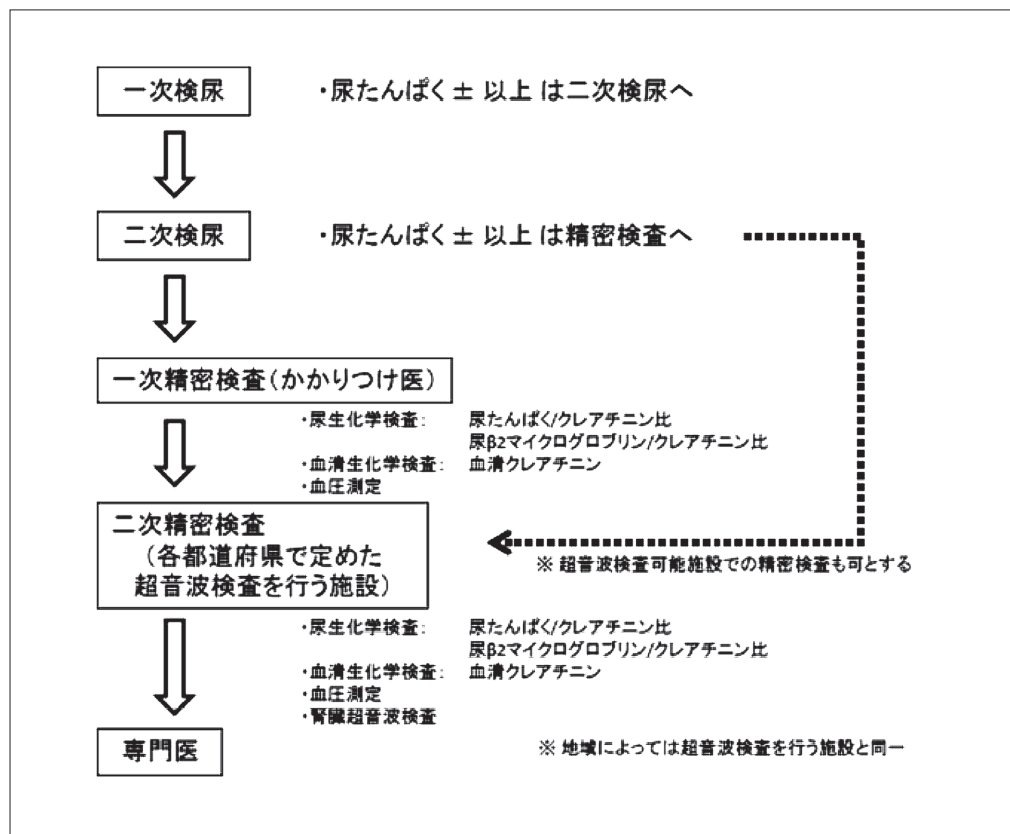 一次検尿
・尿たんぱく ± 以上 は二次検尿へ
二次検尿
・尿たんぱく ± 以上 は精密検査へ
一次精密検査(かかりつけ医)
・尿生化学検査: 尿たんぱく/クレアチニン比
尿β2マイクログロブリン/クレアチニン比
・血清生化学検査: 血清クレアチニン
・血圧測定
二次精密検査
(各都道府県で定めた
超音波検査を行う施設)
※ 超音波検査可能施設での精密検査も可とする
・尿生化学検査: 尿たんぱく/クレアチニン比
尿β2マイクログロブリン/クレアチニン比
・血清生化学検査: 血清クレアチニン
・血圧測定
・腎臓超音波検査
専門医
※ 地域によっては超音波検査を行う施設と同一